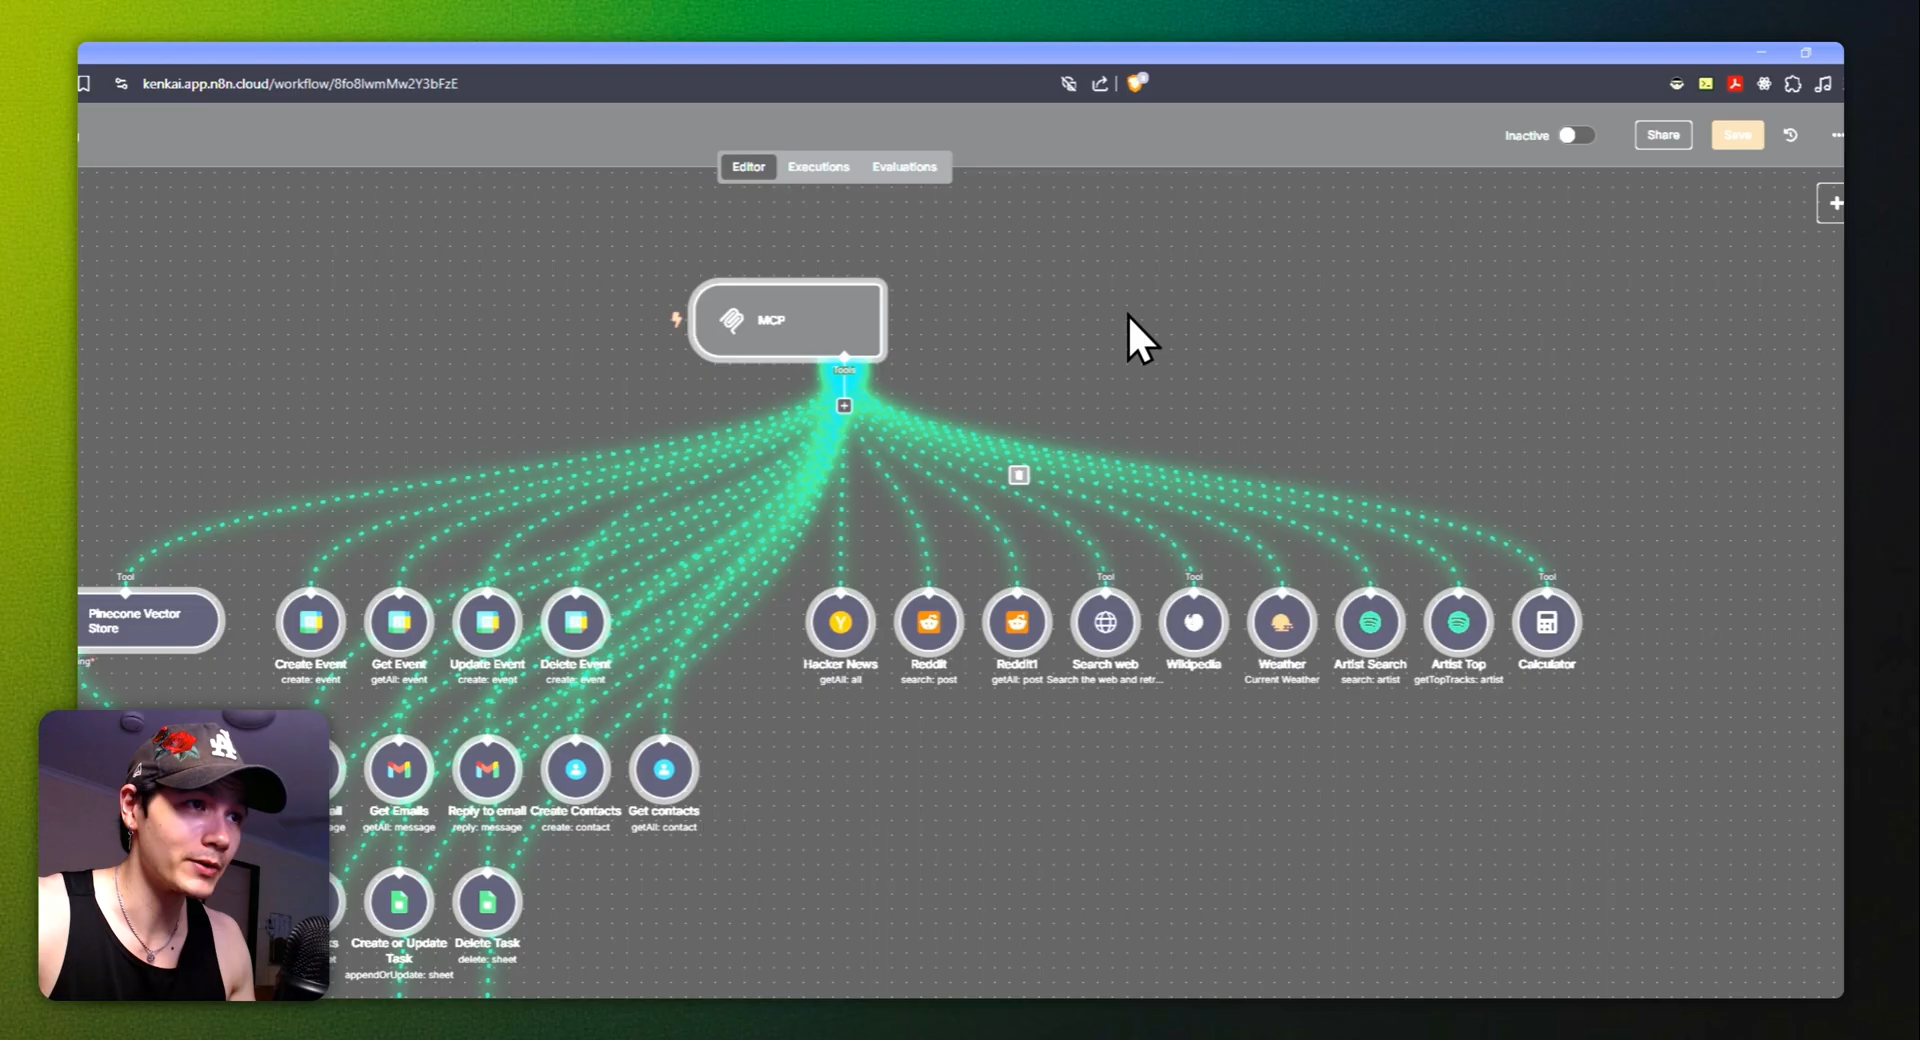 kenkai.app.n8n.cloud/workflow/8fo8IwmMw2Y3bFzE
Inactive
Share
Save
Editor
Executions
Evaluations
MCP
Tools
Tool
Tool
Tool
Tool
Pinecone Vector
Store
Create Event
create: event
Get Event
getAll: event
Update Event
create: event
Delete Event
create: event
Hacker News
getAll: all
Reddit
search: post
Reddit1
getAll: post
Search web
Search the web and retr...
Wikipedia
Weather
Current Weather
Artist Search
search: artist
Artist Top
getTopTracks: artist
Calculator
Get Emails
getAll: message
Reply to email
reply: message
Create Contacts
create: contact
Get contacts
getAll: contact
Create or Update
Task
appendOrUpdate: sheet
Delete Task
delete: sheet